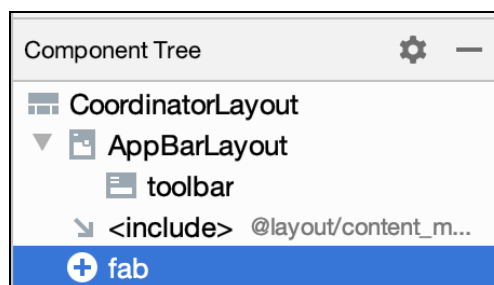 Component Tree
CoordinatorLayout
AppBarLayout
toolbar
<include> @layout/content_m...
fab